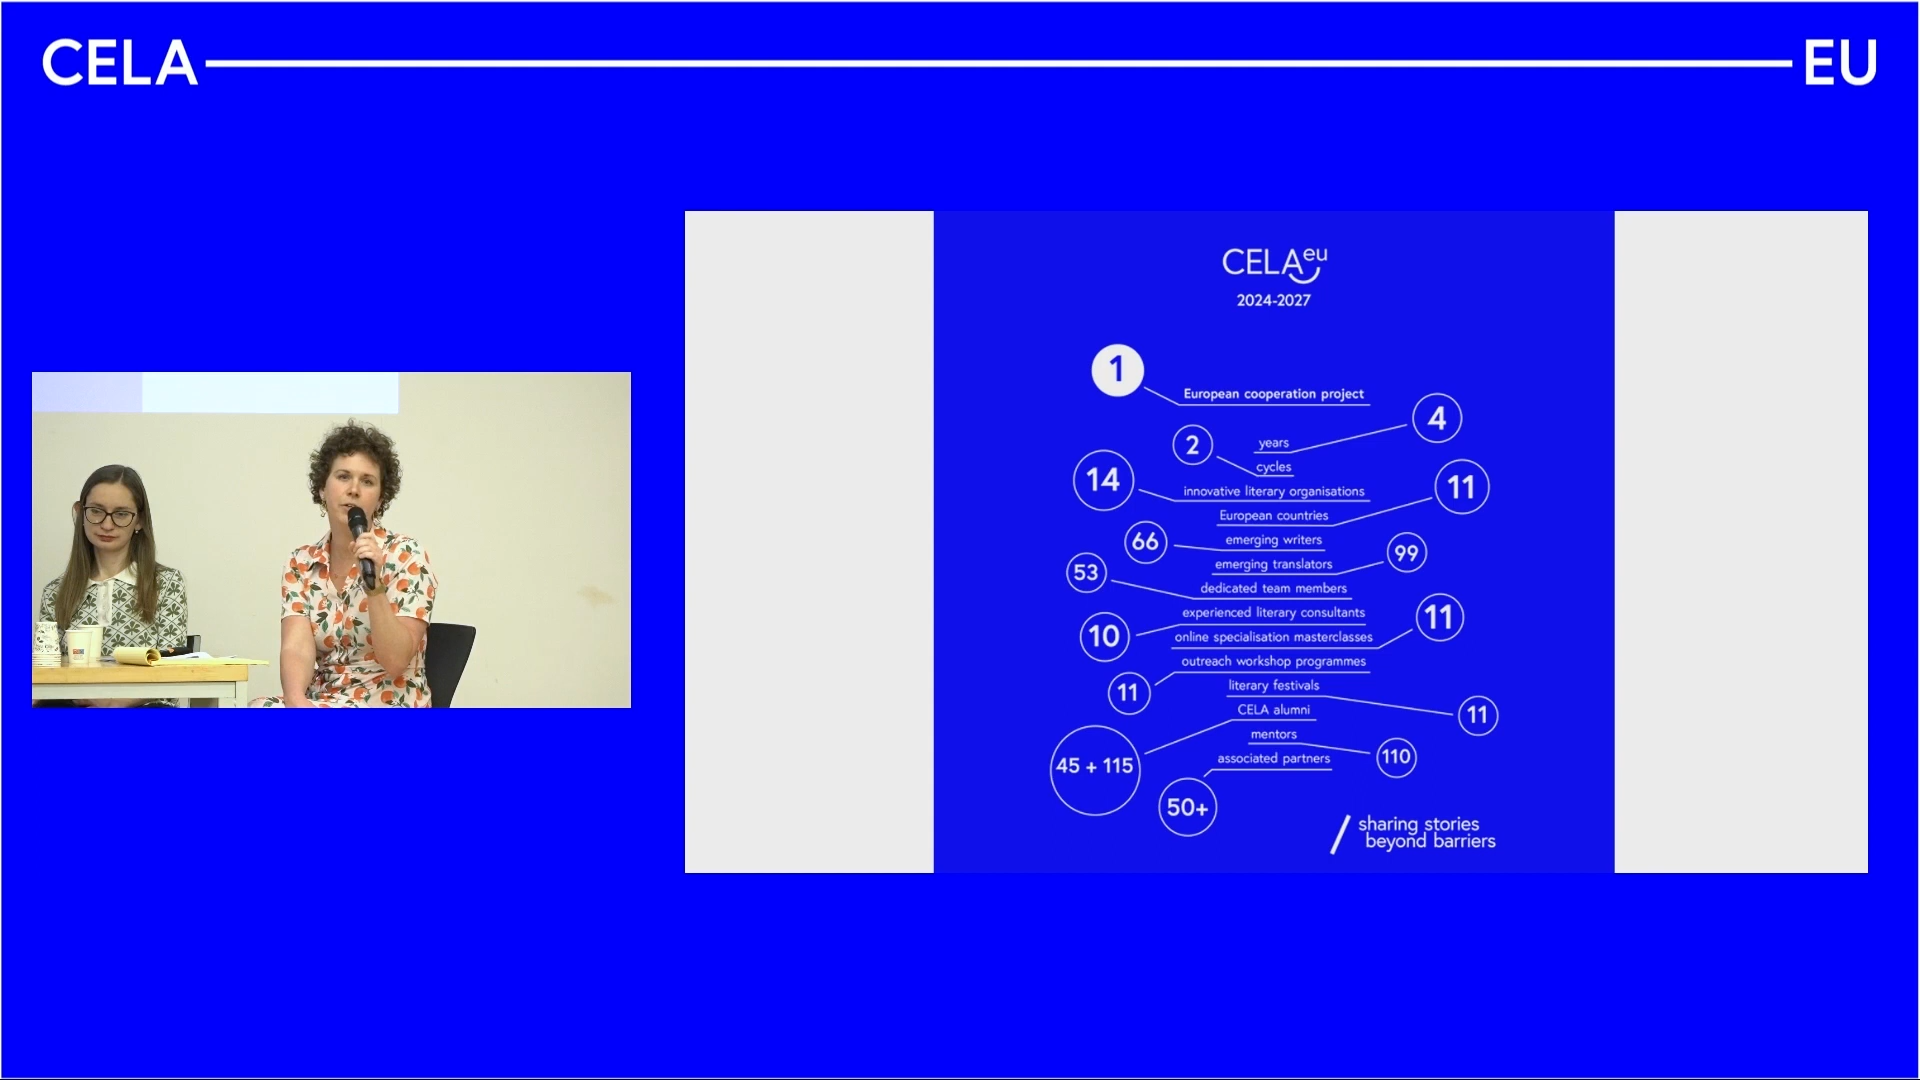 CELA EU
CELA eu
2024-2027
1
European cooperation project
4
years
2
cycles
14
innovative literary organisations
11
European countries
66
emerging writers
99
emerging translators
53
dedicated team members
10
experienced literary consultants
11
online specialisation masterclasses
11
outreach workshop programmes
literary festivals
11
45 + 115
CELA alumni
mentors
110
50+
associated partners
sharing stories
beyond barriers